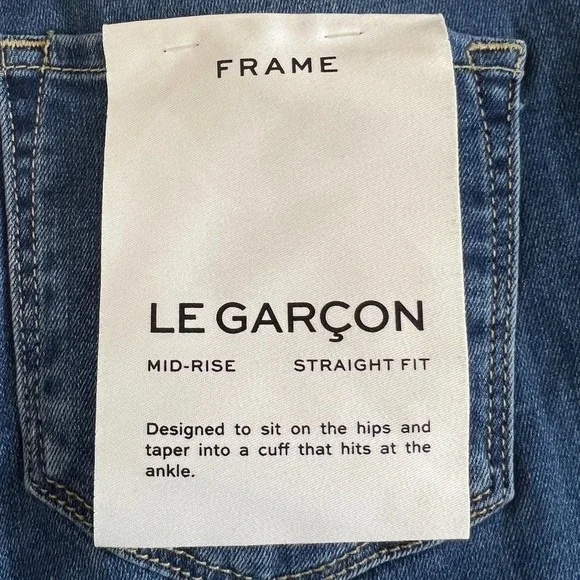 FRAME
LE GARÇON
MID-RISE STRAIGHT FIT
Designed to sit on the hips and
taper into a cuff that hits at the
ankle.